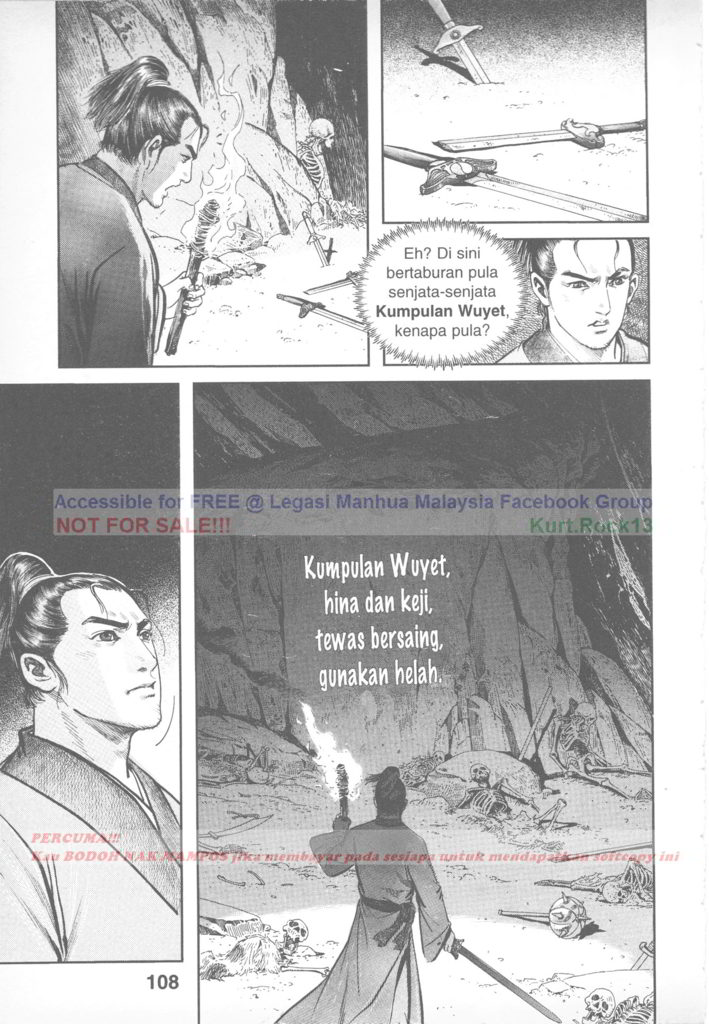 Eh? Di sini
bertaburan pula
senjata-senjata
Kumpulan Wuyet,
kenapa pula?
Accessible for FREE @ Legasi Manhua Malaysia Facebook Group
NOT FOR SALE!!!
Kurt.Rock13
Kumpulan Wuyet,
hina dan keji,
tewas bersaing,
gunakan helah.
PERCUMA!!!
Kau BODOH NAK MAMPOS jika membayar pada sesiapa untuk mendapatkan softcopy ini
108